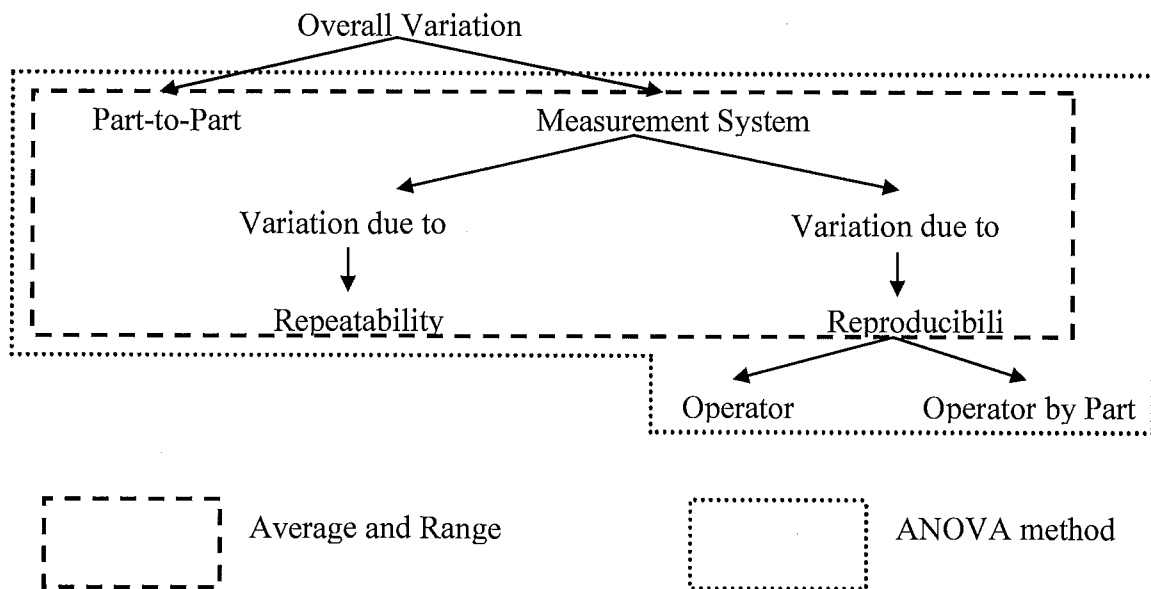 Overall Variation
Part-to-Part
Measurement System
Variation due to
Variation due to
Repeatability
Reproducibili
Operator
Operator by Part
Average and Range
ANOVA method